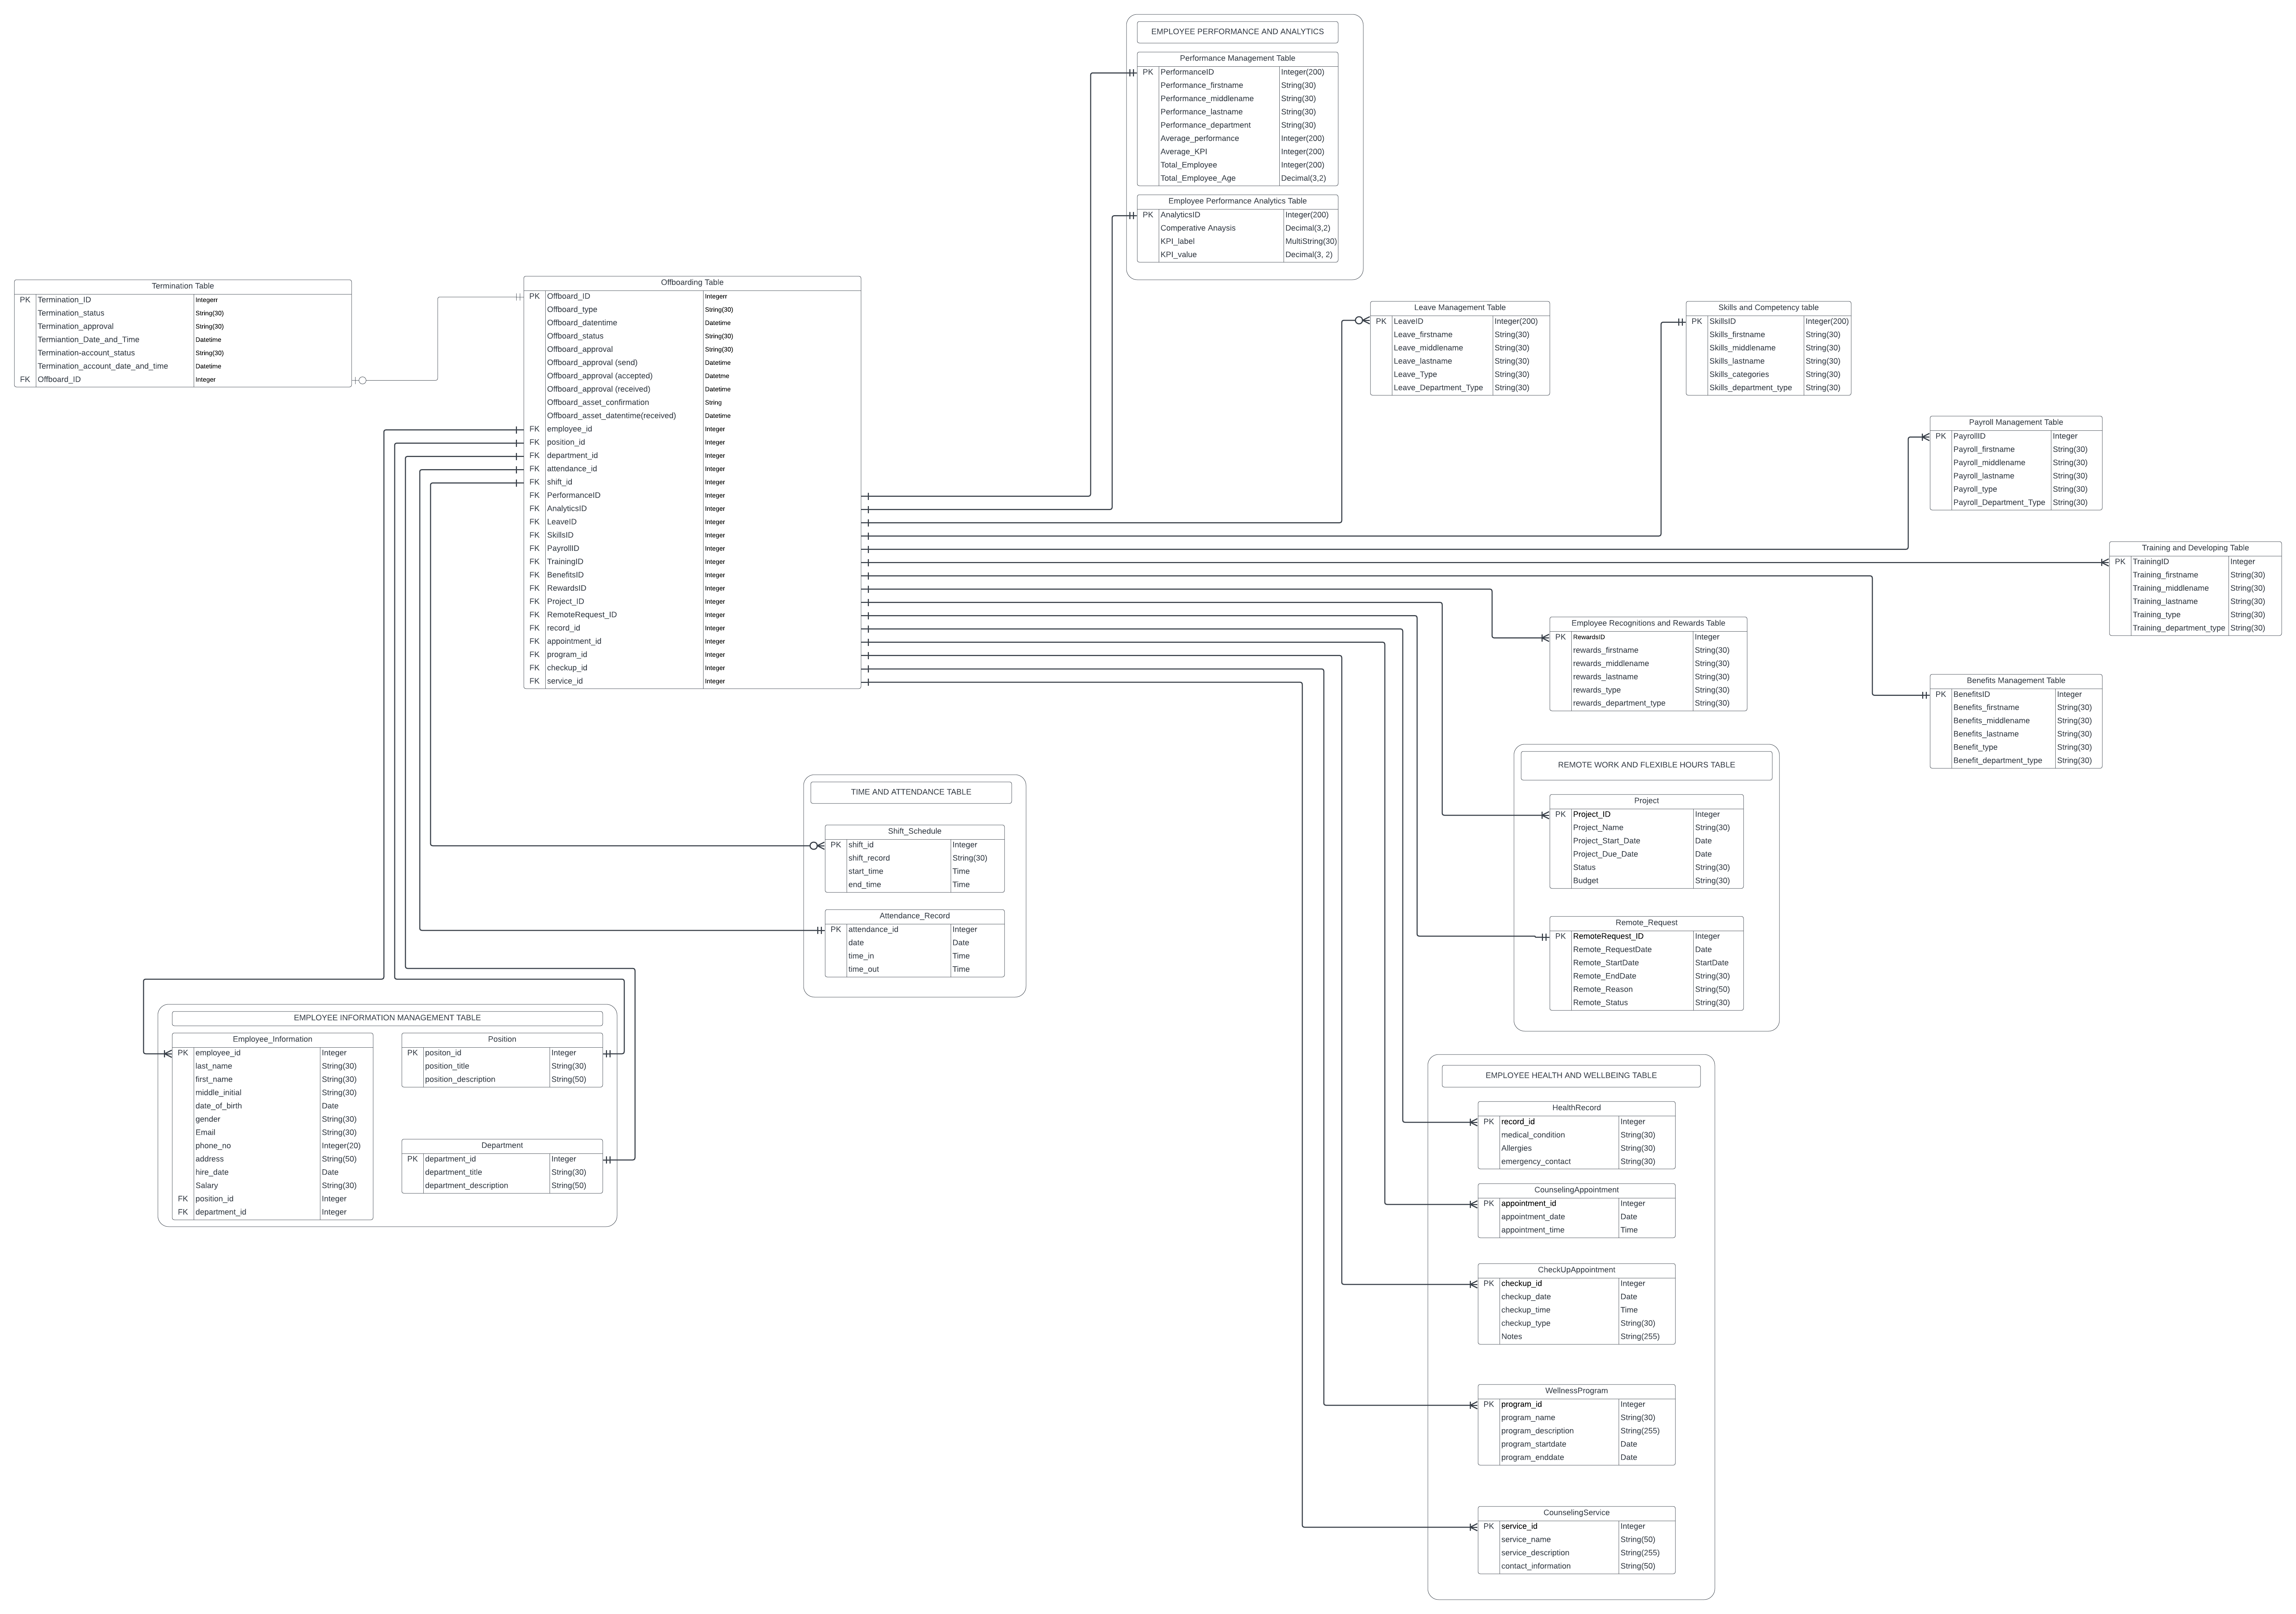 EMPLOYEE PERFORMANCE AND ANALYTICS
Performance Management Table
PK PerformanceID Integer(200)
Performance_firstname String(30)
Performance_middlename String(30)
Performance_lastname String(30)
Performance_department String(30)
Average_performance Integer(200)
Average_KPI Integer(200)
Total_Employee Integer(200)
Total_Employee_Age Decimal(3,2)
Employee Performance Analytics Table
PK AnalyticsID Integer(200)
Comperative Anaysis Decimal(3,2)
KPI_label MultiString(30)
KPI_value Decimal(3, 2)
Termination Table
PK Termination_ID Integerr
Termination_status String(30)
Termination_approval String(30)
Termiantion_Date_and_Time Datetime
Termination-account_status String(30)
Termination_account_date_and_time Datetime
FK Offboard_ID Integer
Offboarding Table
PK Offboard_ID Integerr
Offboard_type String(30)
Offboard_datentime Datetime
Offboard_status String(30)
Offboard_approval String(30)
Offboard_approval (send) Datetime
Offboard_approval (accepted) Datetme
Offboard_approval (received) Datetime
Offboard_asset_confirmation String
Offboard_asset_datentime(received) Datetime
FK employee_id Integer
FK position_id Integer
FK department_id Integer
FK attendance_id Integer
FK shift_id Integer
FK PerformanceID Integer
FK AnalyticsID Integer
FK LeaveID Integer
FK SkillsID Integer
FK PayrollID Integer
FK TrainingID Integer
FK BenefitsID Integer
FK RewardsID Integer
FK Project_ID Integer
FK RemoteRequest_ID Integer
FK record_id Integer
FK appointment_id Integer
FK program_id Integer
FK checkup_id Integer
FK service_id Integer
Leave Management Table
PK LeaveID Integer(200)
Leave_firstname String(30)
Leave_middlename String(30)
Leave_lastname String(30)
Leave_Type String(30)
Leave_Department_Type String(30)
Skills and Competency table
PK SkillsID Integer(200)
Skills_firstname String(30)
Skills_middlename String(30)
Skills_lastname String(30)
Skills_categories String(30)
Skills_department_type String(30)
Payroll Management Table
PK PayrollID Integer
Payroll_firstname String(30)
Payroll_middlename String(30)
Payroll_lastname String(30)
Payroll_type String(30)
Payroll_Department_Type String(30)
Training and Developing Table
PK TrainingID Integer
Training_firstname String(30)
Training_middlename String(30)
Training_lastname String(30)
Training_type String(30)
Training_department_type String(30)
Employee Recognitions and Rewards Table
PK RewardsID Integer
rewards_firstname String(30)
rewards_middlename String(30)
rewards_lastname String(30)
rewards_type String(30)
rewards_department_type String(30)
Benefits Management Table
PK BenefitsID Integer
Benefits_firstname String(30)
Benefits_middlename String(30)
Benefits_lastname String(30)
Benefit_type String(30)
Benefit_department_type String(30)
REMOTE WORK AND FLEXIBLE HOURS TABLE
Project
PK Project_ID Integer
Project_Name String(30)
Project_Start_Date Date
Project_Due_Date Date
Status String(30)
Budget String(30)
Remote_Request
PK RemoteRequest_ID Integer
Remote_RequestDate Date
Remote_StartDate StartDate
Remote_EndDate String(30)
Remote_Reason String(50)
Remote_Status String(30)
TIME AND ATTENDANCE TABLE
Shift_Schedule
PK shift_id Integer
shift_record String(30)
start_time Time
end_time Time
Attendance_Record
PK attendance_id Integer
date Date
time_in Time
time_out Time
EMPLOYEE INFORMATION MANAGEMENT TABLE
Employee_Information
PK employee_id Integer
last_name String(30)
first_name String(30)
middle_initial String(30)
date_of_birth Date
gender String(30)
Email String(30)
phone_no Integer(20)
address String(50)
hire_date Date
Salary String(30)
FK position_id Integer
FK department_id Integer
Position
PK positon_id Integer
position_title String(30)
position_description String(50)
Department
PK department_id Integer
department_title String(30)
department_description String(50)
EMPLOYEE HEALTH AND WELLBEING TABLE
HealthRecord
PK record_id Integer
medical_condition String(30)
Allergies String(30)
emergency_contact String(30)
CounselingAppointment
PK appointment_id Integer
appointment_date Date
appointment_time Time
CheckUpAppointment
PK checkup_id Integer
checkup_date Date
checkup_time Time
checkup_type String(30)
Notes String(255)
WellnessProgram
PK program_id Integer
program_name String(30)
program_description String(255)
program_startdate Date
program_enddate Date
CounselingService
PK service_id Integer
service_name String(50)
service_description String(255)
contact_information String(50)